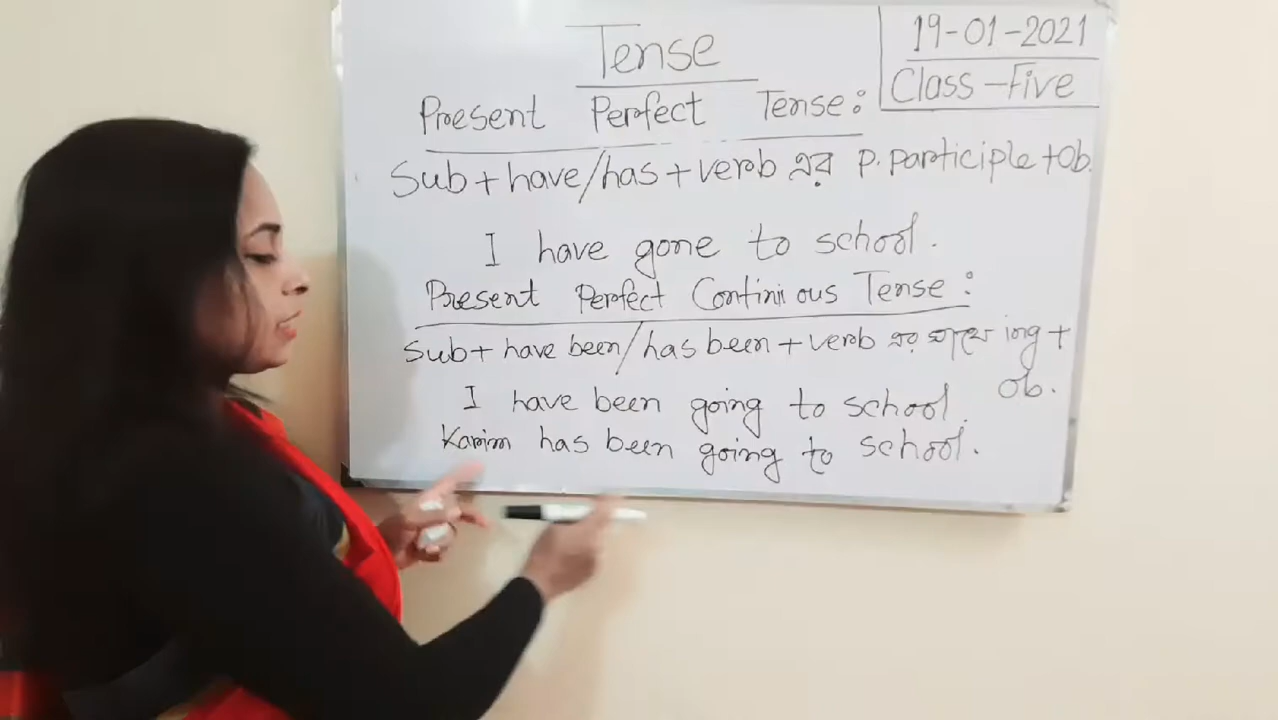 Tense
19-01-2021
Class-Five
Present Perfect Tense:
Sub+have/has+verb এর p.participle+Ob.
I have gone to school.
Present Perfect Continious Tense:
Sub+ have been/has been+verb এর সাথে ing+
Ob.
I have been going to school.
Karim has been going to school.